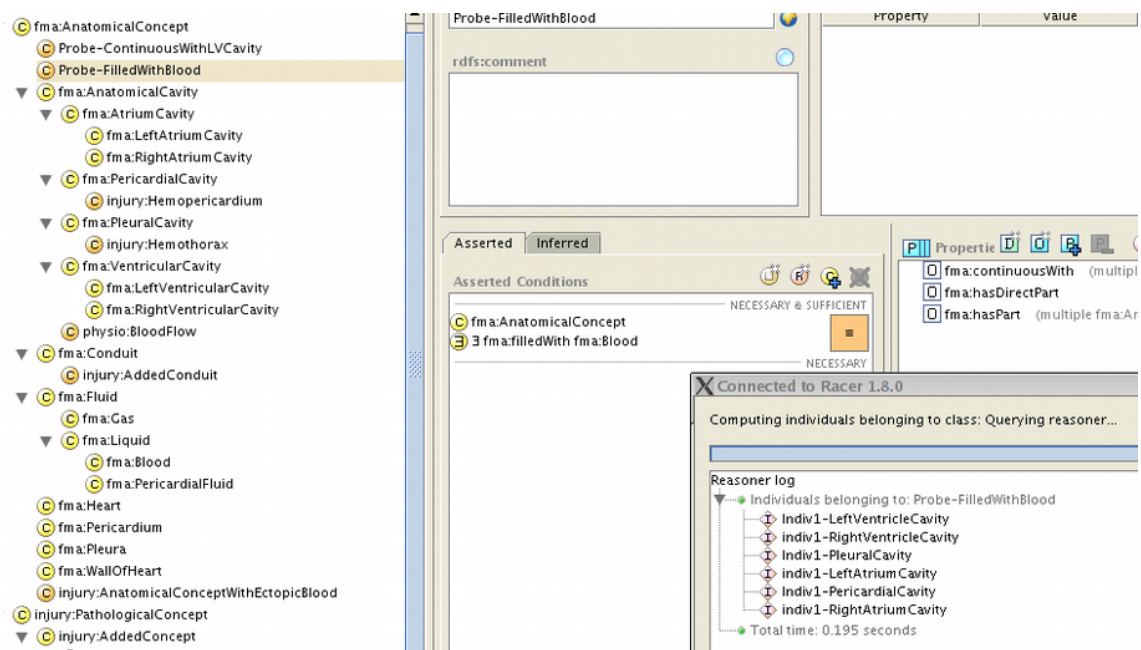 fma:AnatomicalConcept
Probe-ContinuousWithLVCavity
Probe-FilledWithBlood
fma:AnatomicalCavity
fma:AtriumCavity
fma:LeftAtriumCavity
fma:RightAtriumCavity
fma:PericardialCavity
injury:Hemopericardium
fma:PleuralCavity
injury:Hemothorax
fma:VentricularCavity
fma:LeftVentricularCavity
fma:RightVentricularCavity
physio:BloodFlow
fma:Conduit
injury:AddedConduit
fma:Fluid
fma:Gas
fma:Liquid
fma:Blood
fma:PericardialFluid
fma:Heart
fma:Pericardium
fma:Pleura
fma:WallOfHeart
injury:AnatomicalConceptWithEctopicBlood
injury:PathologicalConcept
injury:AddedConcept
Probe-FilledWithBlood
rdfs:comment
Property Value
Asserted Inferred
Asserted Conditions
NECESSARY & SUFFICIENT
fma:AnatomicalConcept
∃ fma:filledWith fma:Blood
NECESSARY
Propertie
fma:continuousWith (multipl
fma:hasDirectPart
fma:hasPart (multiple fma:Ar
Connected to Racer 1.8.0
Computing individuals belonging to class: Querying reasoner...
Reasoner log
Individuals belonging to: Probe-FilledWithBlood
Indiv1-LeftVentricleCavity
Indiv1-RightVentricleCavity
Indiv1-PleuralCavity
indiv1-LeftAtriumCavity
Indiv1-PericardialCavity
indiv1-RightAtriumCavity
Total time: 0.195 seconds